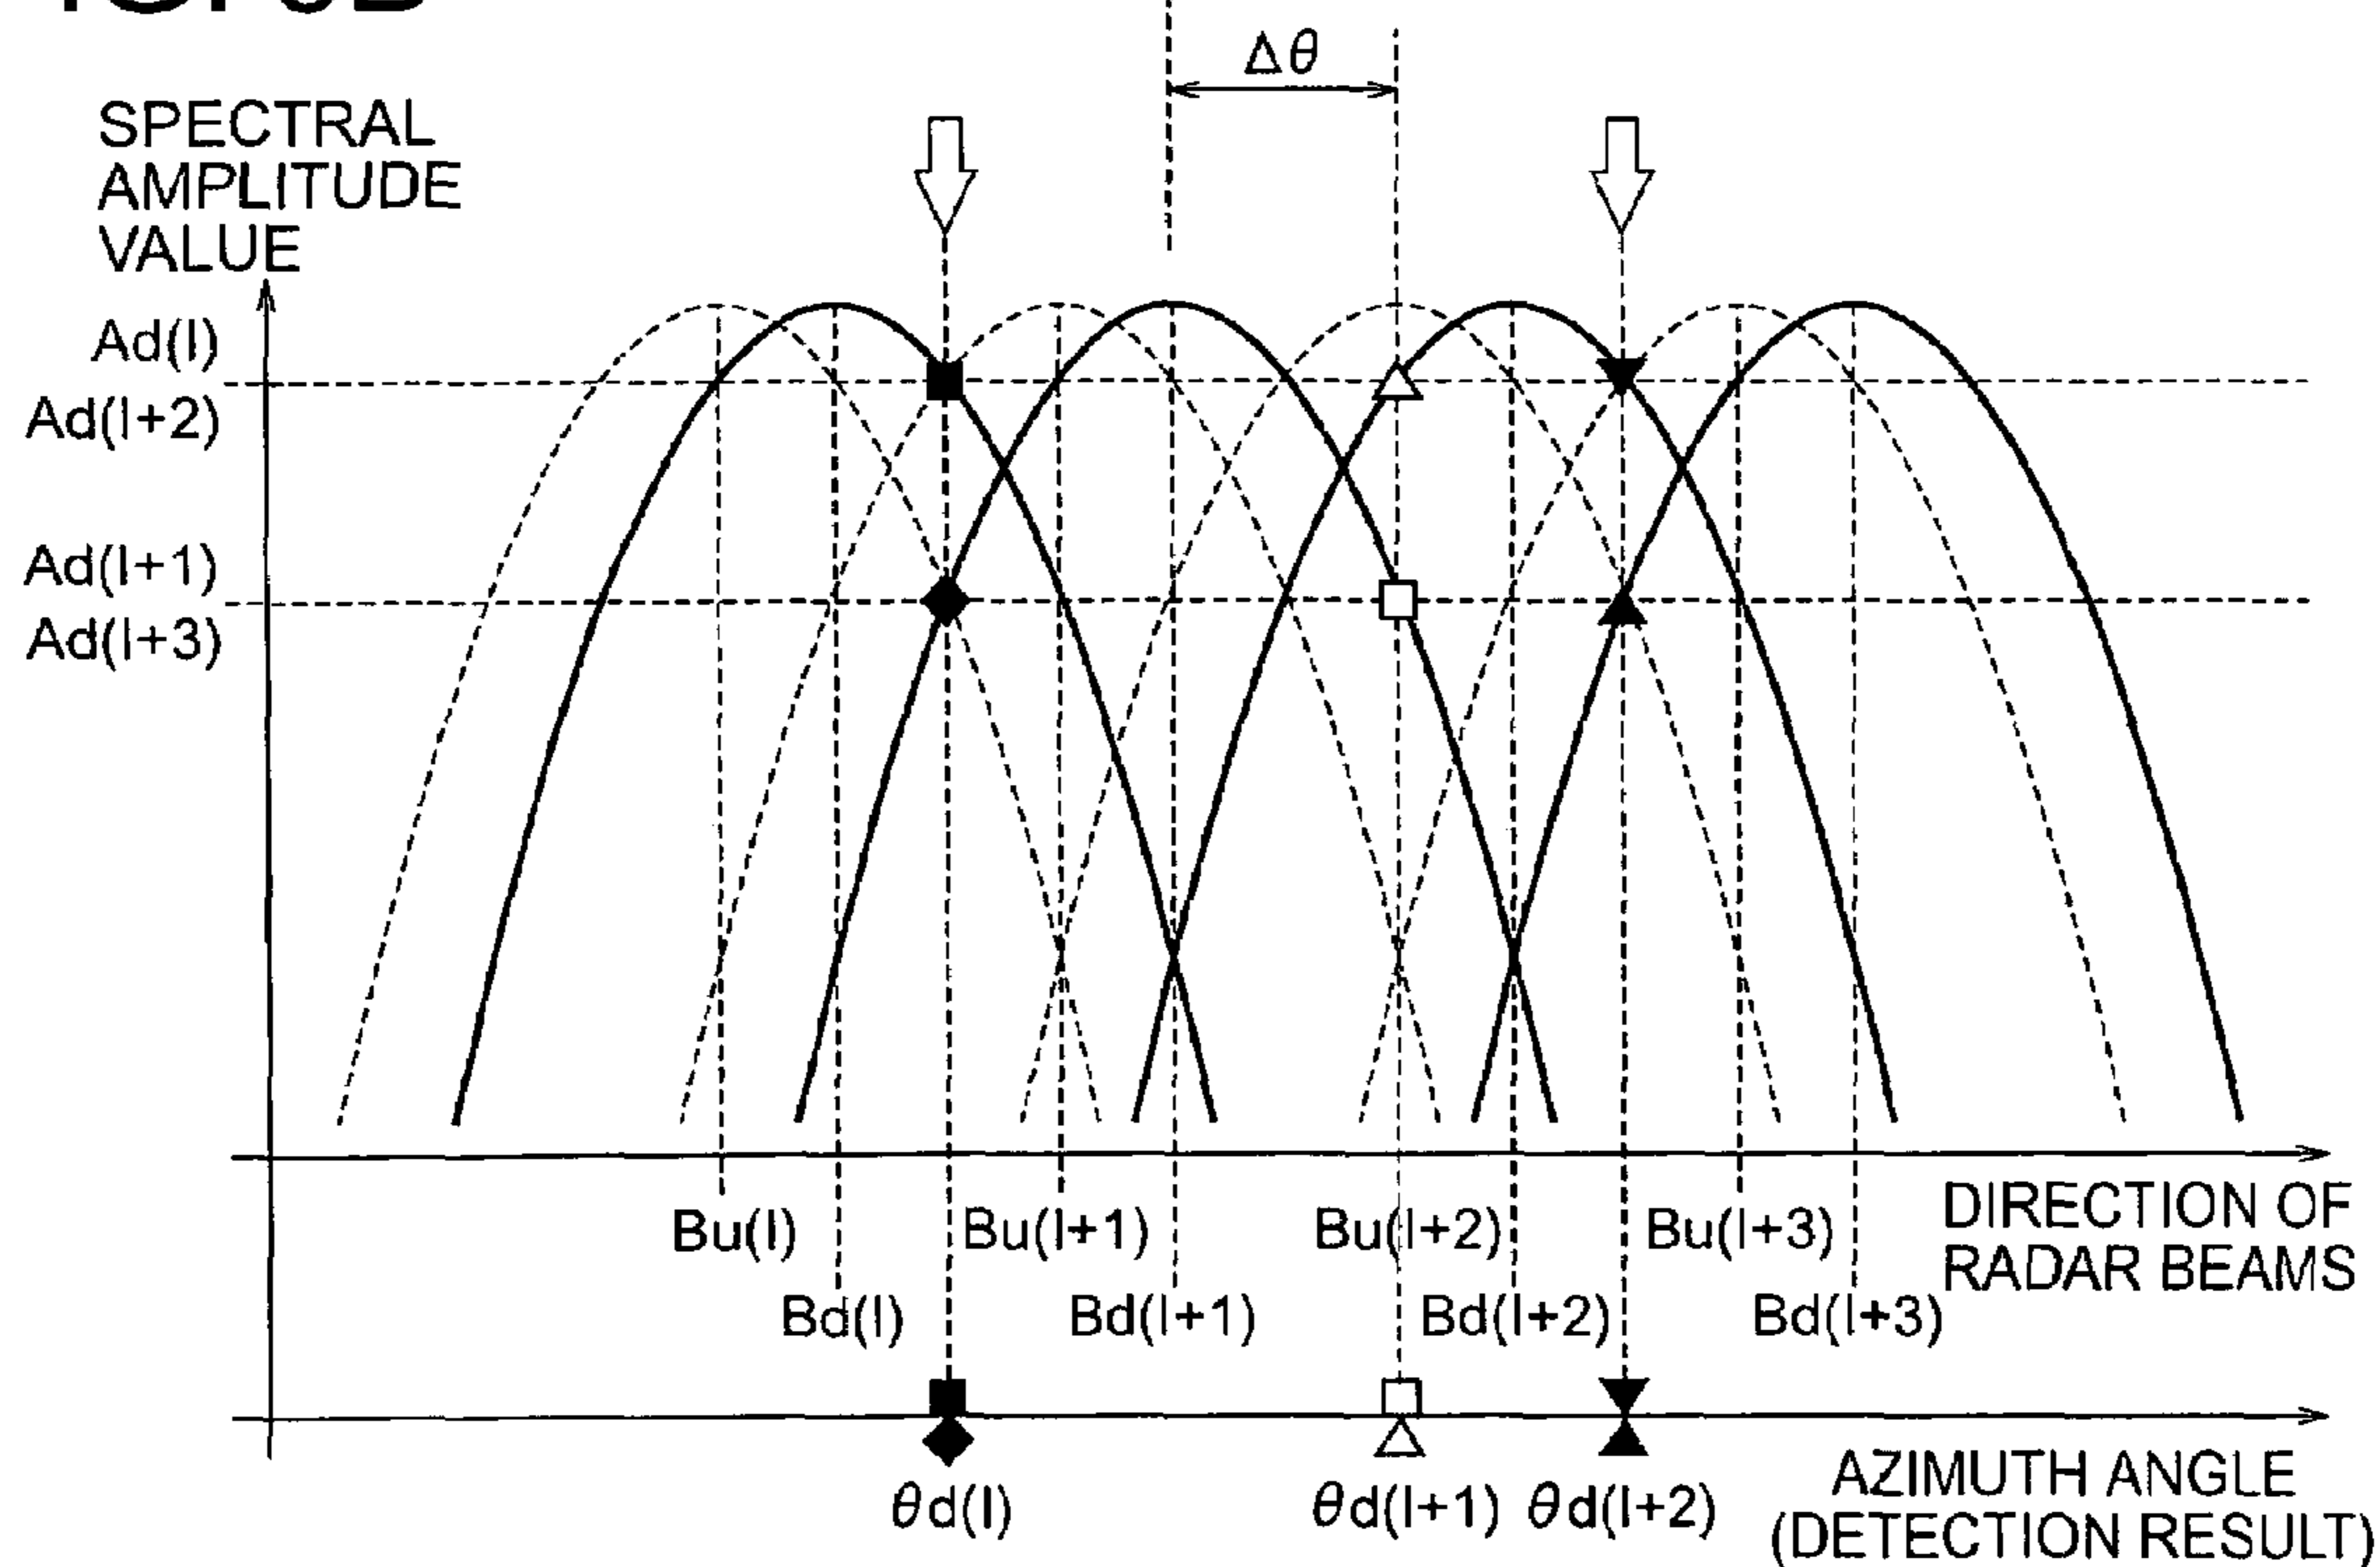 Δθ
SPECTRAL
AMPLITUDE
VALUE
Ad(l)
Ad(l+2)
Ad(l+1)
Ad(l+3)
Bu(l) Bu(l+1) Bu(l+2) Bu(l+3)
DIRECTION OF
RADAR BEAMS
Bd(l) Bd(l+1) Bd(l+2) Bd(l+3)
θd(l) θd(l+1) θd(l+2)
AZIMUTH ANGLE
(DETECTION RESULT)